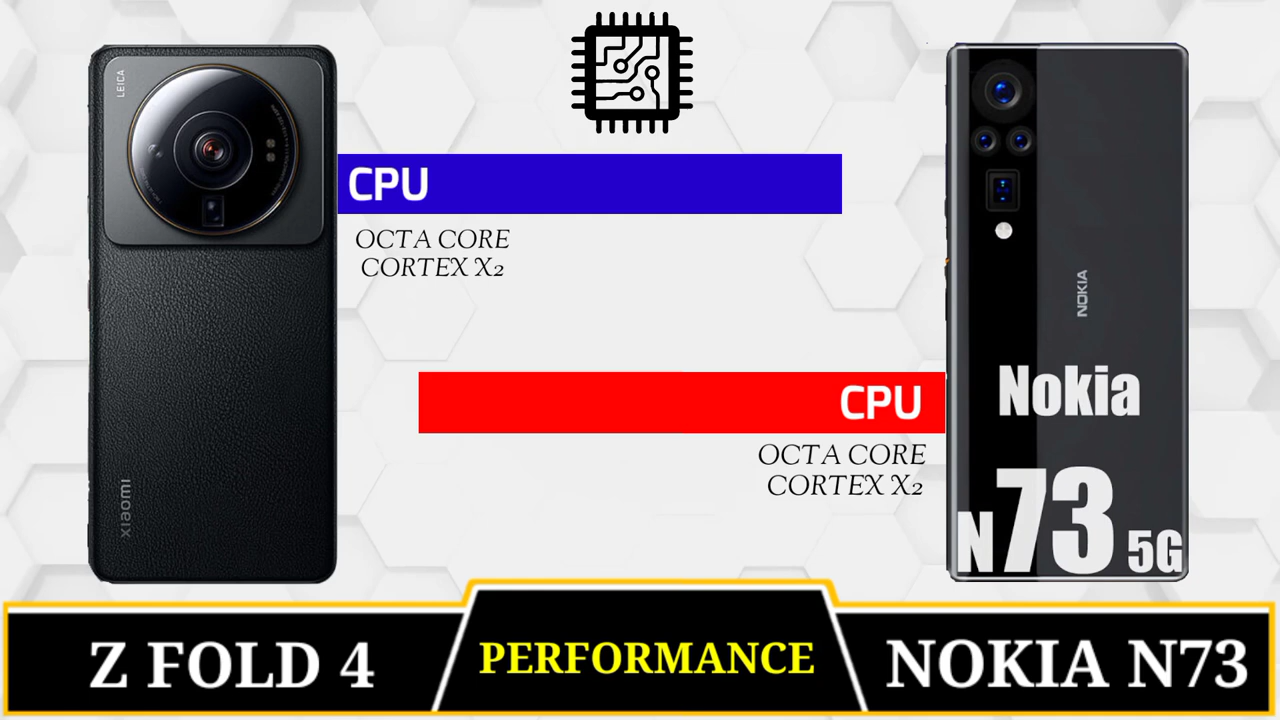 LEICA
CPU
OCTA CORE
CORTEX X2
xiaomi
CPU
OCTA CORE
CORTEX X2
NOKIA
Nokia
N73 5G
Z FOLD 4
PERFORMANCE
NOKIA N73